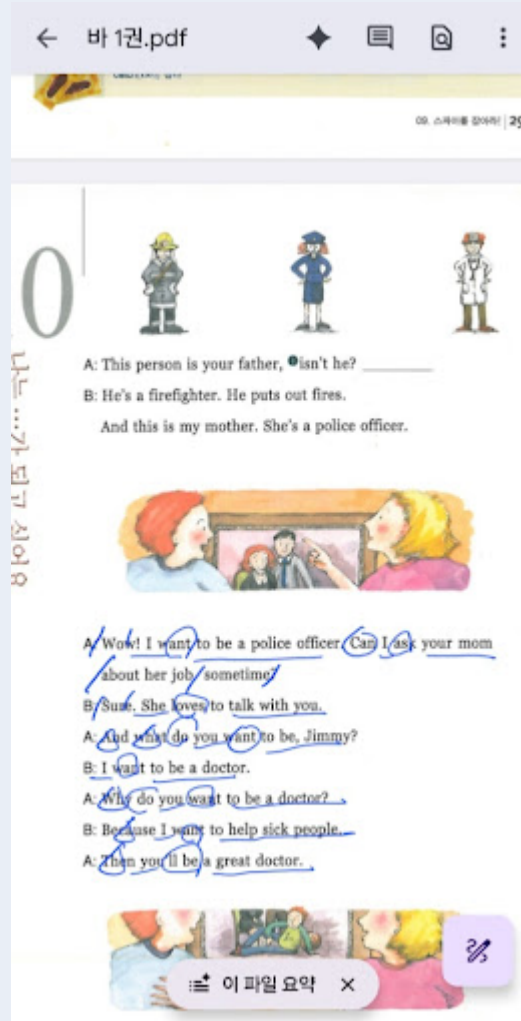 바 1권.pdf
09. 스파이를 잡아라! | 29
0
나는 …가 되고 싶어요
A: This person is your father, isn't he? ________
B: He's a firefighter. He puts out fires.
And this is my mother. She's a police officer.
A: Wow! I want to be a police officer. Can I ask your mom
about her job sometime?
B: Sure. She loves to talk with you.
A: And what do you want to be, Jimmy?
B: I want to be a doctor.
A: Why do you want to be a doctor?
B: Because I want to help sick people.
A: Then you'll be a great doctor.
이 파일 요약